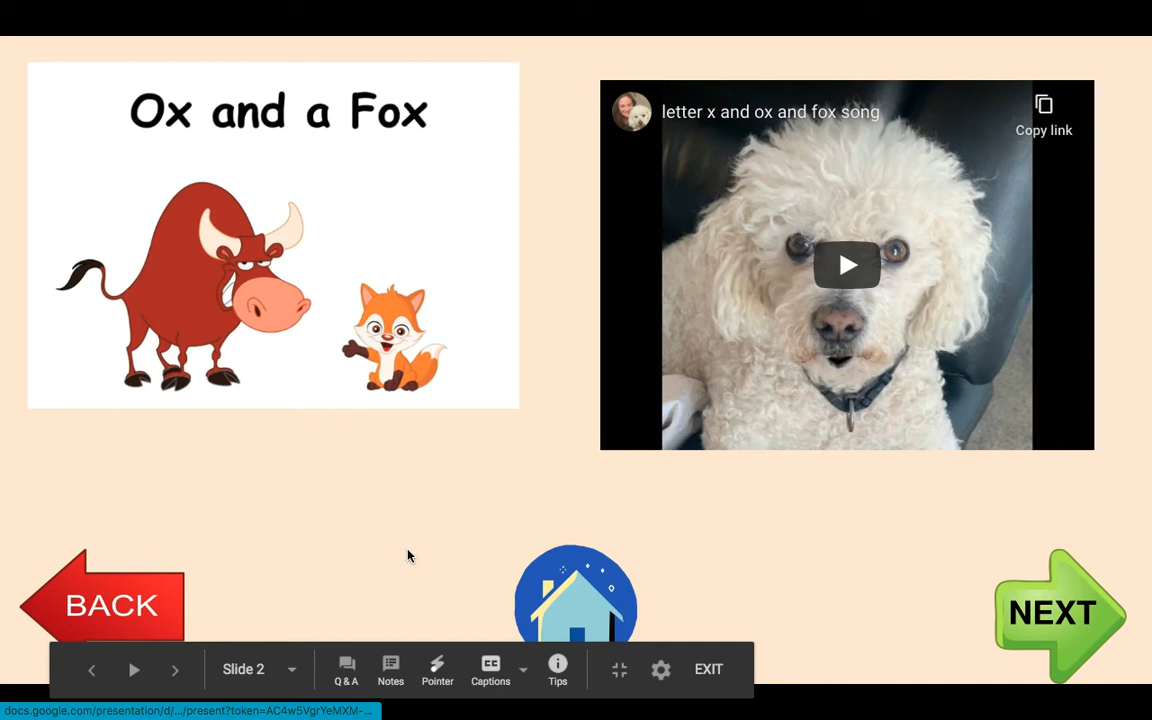 Ox and a Fox
letter x and ox and fox song
Copy link
BACK
NEXT
Slide 2
Q & A
Notes
Pointer
CC
Captions
Tips
EXIT
docs.google.com/presentation/d/.../present?token=AC4w5VgrYeMXM-...